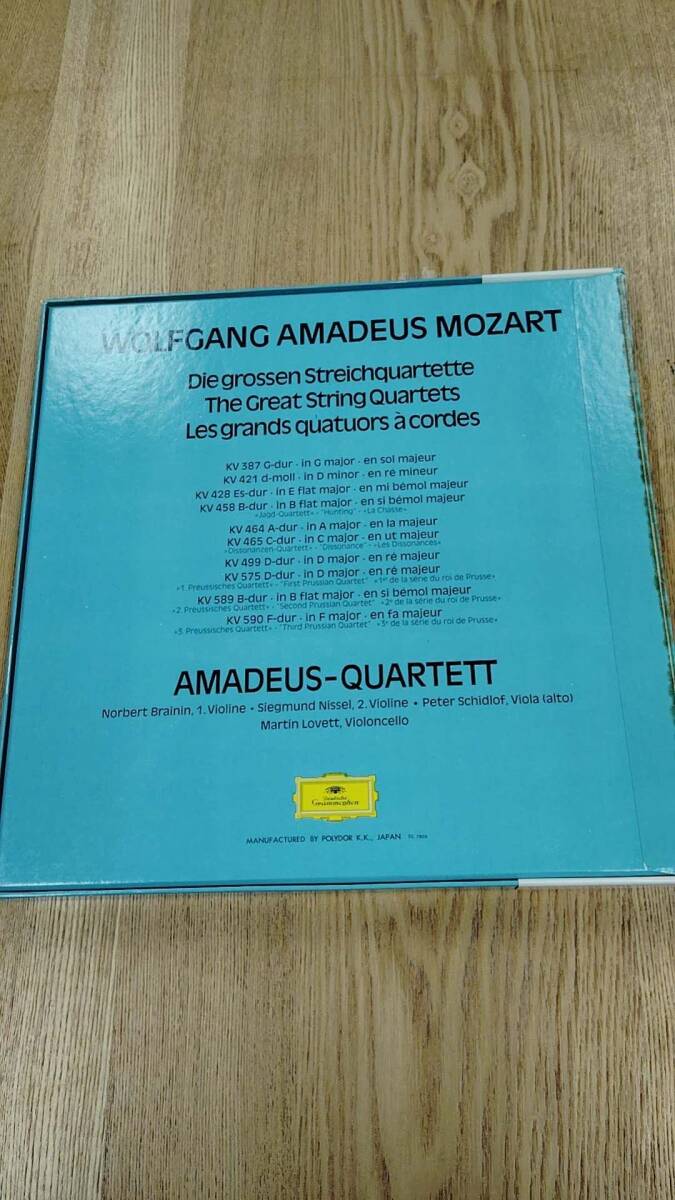 WOLFGANG AMADEUS MOZART
Die grossen Streichquartette
The Great String Quartets
Les grands quatuors à cordes
KV 387 G-dur · in G major · en sol majeur
KV 421 d-moll · in D minor · en ré mineur
KV 428 Es-dur · in E flat major · en mi bémol majeur
KV 458 B-dur · in B flat major · en si bémol majeur
»Jagd-Quartett« · "Hunting" · «La Chasse»
KV 464 A-dur · in A major · en la majeur
KV 465 C-dur · in C major · en ut majeur
»Dissonanzen-Quartett« · "Dissonance" · «Les Dissonances»
KV 499 D-dur · in D major · en ré majeur
KV 575 D-dur · in D major · en ré majeur
»1. Preussisches Quartett« · "First Prussian Quartet" «1er de la série du roi de Prusse»
KV 589 B-dur · in B flat major · en si bémol majeur
»2. Preussisches Quartett« · "Second Prussian Quartet" «2e de la série du roi de Prusse»
KV 590 F-dur · in F major · en fa majeur
»3. Preussisches Quartett« · "Third Prussian Quartet" «3e de la série du roi de Prusse»
AMADEUS-QUARTETT
Norbert Brainin, 1. Violine • Siegmund Nissel, 2. Violine • Peter Schidlof, Viola (alto)
Martin Lovett, Violoncello
Deutsche
Grammophon
MANUFACTURED BY POLYDOR K.K., JAPAN